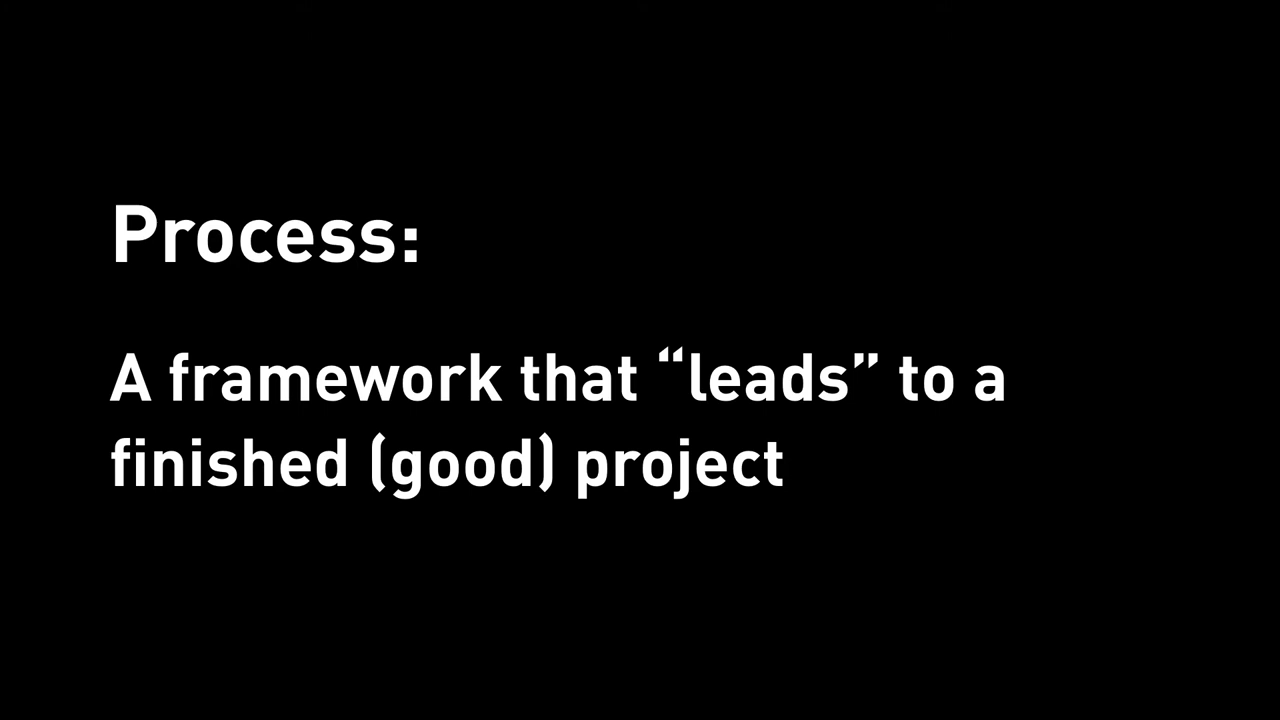 Process:
A framework that “leads” to a
finished (good) project